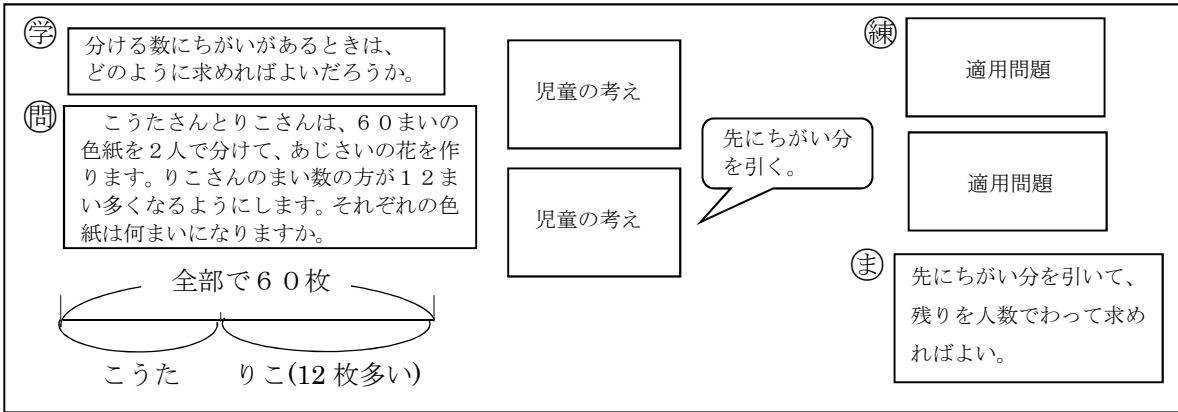 学
分ける数にちがいがあるときは、
どのように求めればよいだろうか。
問
こうたさんとりこさんは、60まいの
色紙を2人で分けて、あじさいの花を作
ります。りこさんのまい数の方が12ま
い多くなるようにします。それぞれの色
紙は何まいになりますか。
全部で60枚
こうた りこ(12枚多い)
児童の考え
児童の考え
先にちがい分
を引く。
練
適用問題
適用問題
ま
先にちがい分を引いて、
残りを人数でわって求め
ればよい。